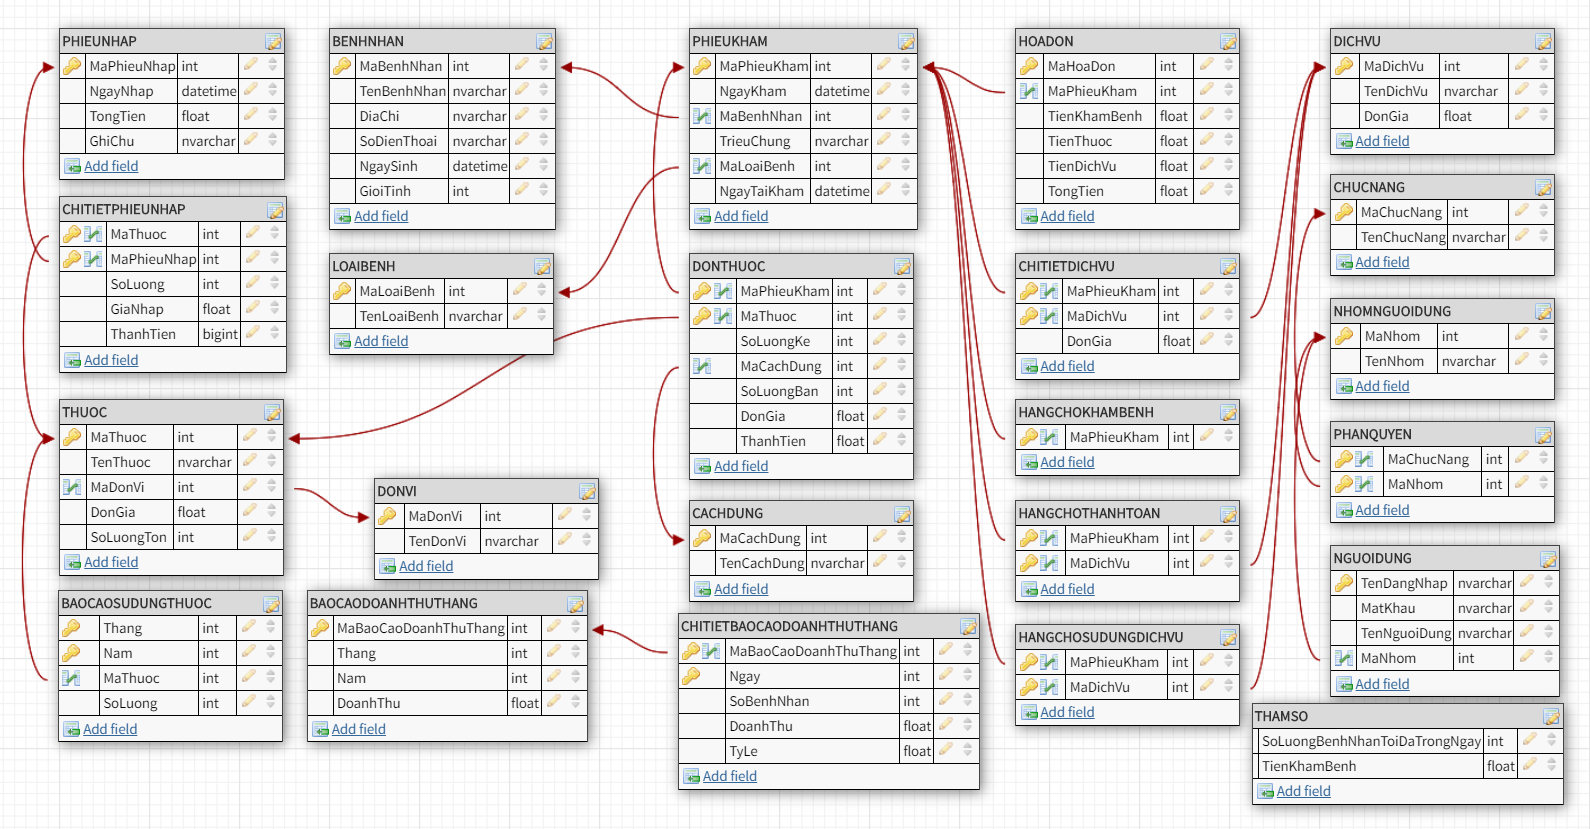 PHIEUNHAP
MaPhieuNhap int
NgayNhap datetime
TongTien float
GhiChu nvarchar
Add field
CHITIETPHIEUNHAP
MaThuoc int
MaPhieuNhap int
SoLuong int
GiaNhap float
ThanhTien bigint
Add field
THUOC
MaThuoc int
TenThuoc nvarchar
MaDonVi int
DonGia float
SoLuongTon int
Add field
BAOCAOSUDUNGTHUOC
Thang int
Nam int
MaThuoc int
SoLuong int
Add field
BENHNHAN
MaBenhNhan int
TenBenhNhan nvarchar
DiaChi nvarchar
SoDienThoai nvarchar
NgaySinh datetime
GioiTinh int
Add field
LOAIBENH
MaLoaiBenh int
TenLoaiBenh nvarchar
Add field
DONVI
MaDonVi int
TenDonVi nvarchar
Add field
BAOCAODOANHTHUTHANG
MaBaoCaoDoanhThuThang int
Thang int
Nam int
DoanhThu float
Add field
PHIEUKHAM
MaPhieuKham int
NgayKham datetime
MaBenhNhan int
TrieuChung nvarchar
MaLoaiBenh int
NgayTaiKham datetime
Add field
DONTHUOC
MaPhieuKham int
MaThuoc int
SoLuongKe int
MaCachDung int
SoLuongBan int
DonGia float
ThanhTien float
Add field
CACHDUNG
MaCachDung int
TenCachDung nvarchar
Add field
CHITIETBAOCAODOANHTHUTHANG
MaBaoCaoDoanhThuThang int
Ngay int
SoBenhNhan int
DoanhThu float
TyLe float
Add field
HOADON
MaHoaDon int
MaPhieuKham int
TienKhamBenh float
TienThuoc float
TienDichVu float
TongTien float
Add field
CHITIETDICHVU
MaPhieuKham int
MaDichVu int
DonGia float
Add field
HANGCHOKHAMBENH
MaPhieuKham int
Add field
HANGCHOTHANHTOAN
MaPhieuKham int
MaDichVu int
Add field
HANGCHOSUDUNGDICHVU
MaPhieuKham int
MaDichVu int
Add field
DICHVU
MaDichVu int
TenDichVu nvarchar
DonGia float
Add field
CHUCNANG
MaChucNang int
TenChucNang nvarchar
Add field
NHOMNGUOIDUNG
MaNhom int
TenNhom nvarchar
Add field
PHANQUYEN
MaChucNang int
MaNhom int
Add field
NGUOIDUNG
TenDangNhap nvarchar
MatKhau nvarchar
TenNguoiDung nvarchar
MaNhom int
Add field
THAMSO
SoLuongBenhNhanToiDaTrongNgay int
TienKhamBenh float
Add field